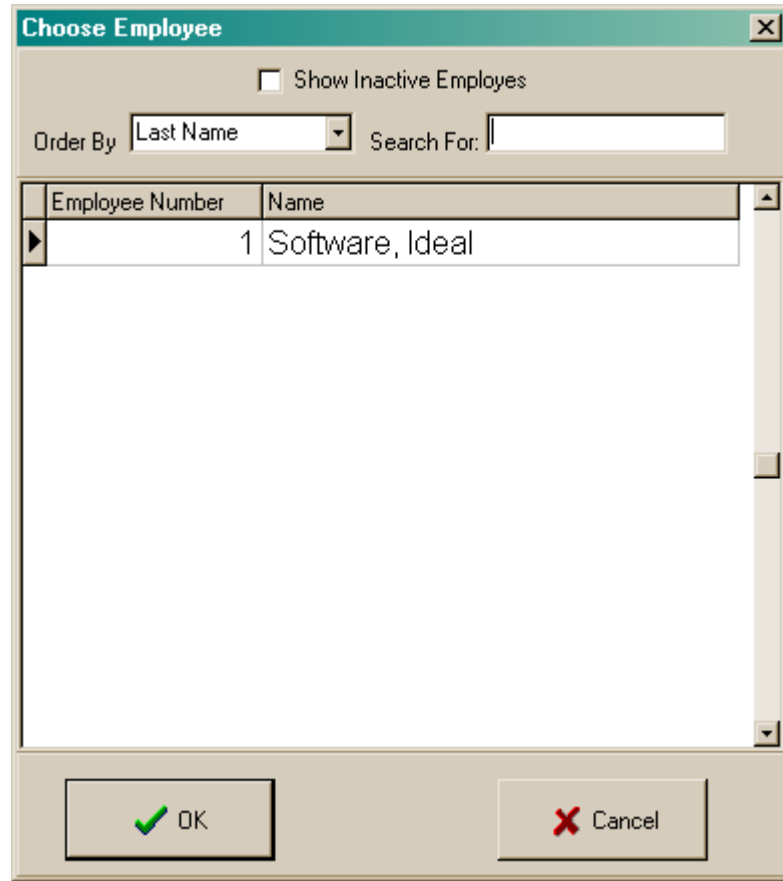 Choose Employee
Show Inactive Employes
Order By Last Name Search For:
Employee Number Name
1 Software, Ideal
OK Cancel